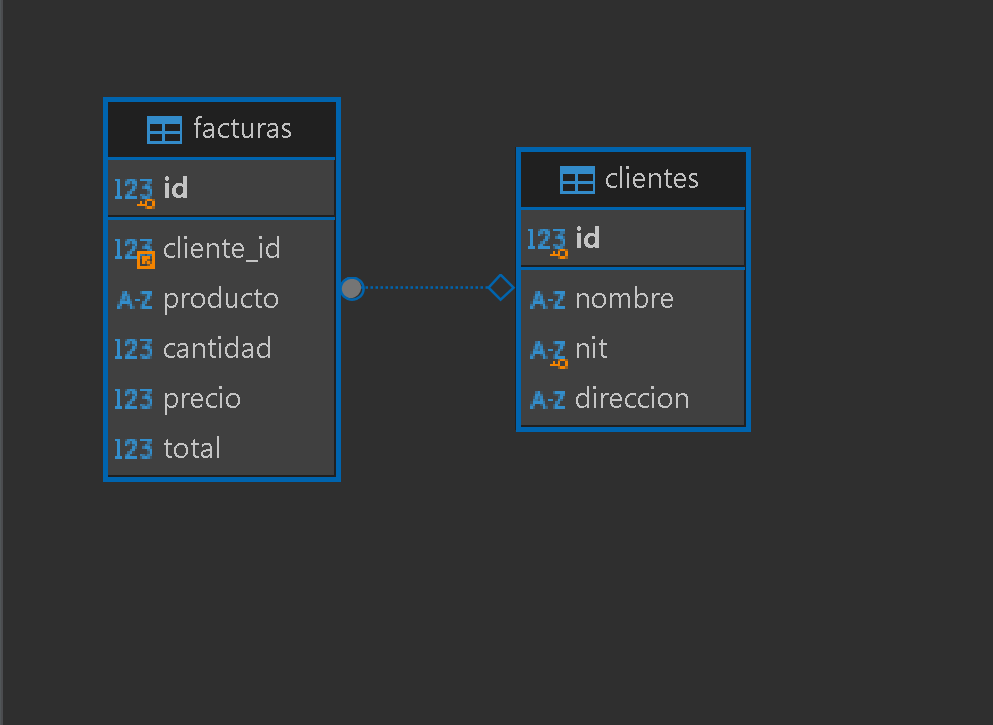 facturas
123 id
123 cliente_id
A-Z producto
123 cantidad
123 precio
123 total
clientes
123 id
A-Z nombre
A-Z nit
A-Z direccion